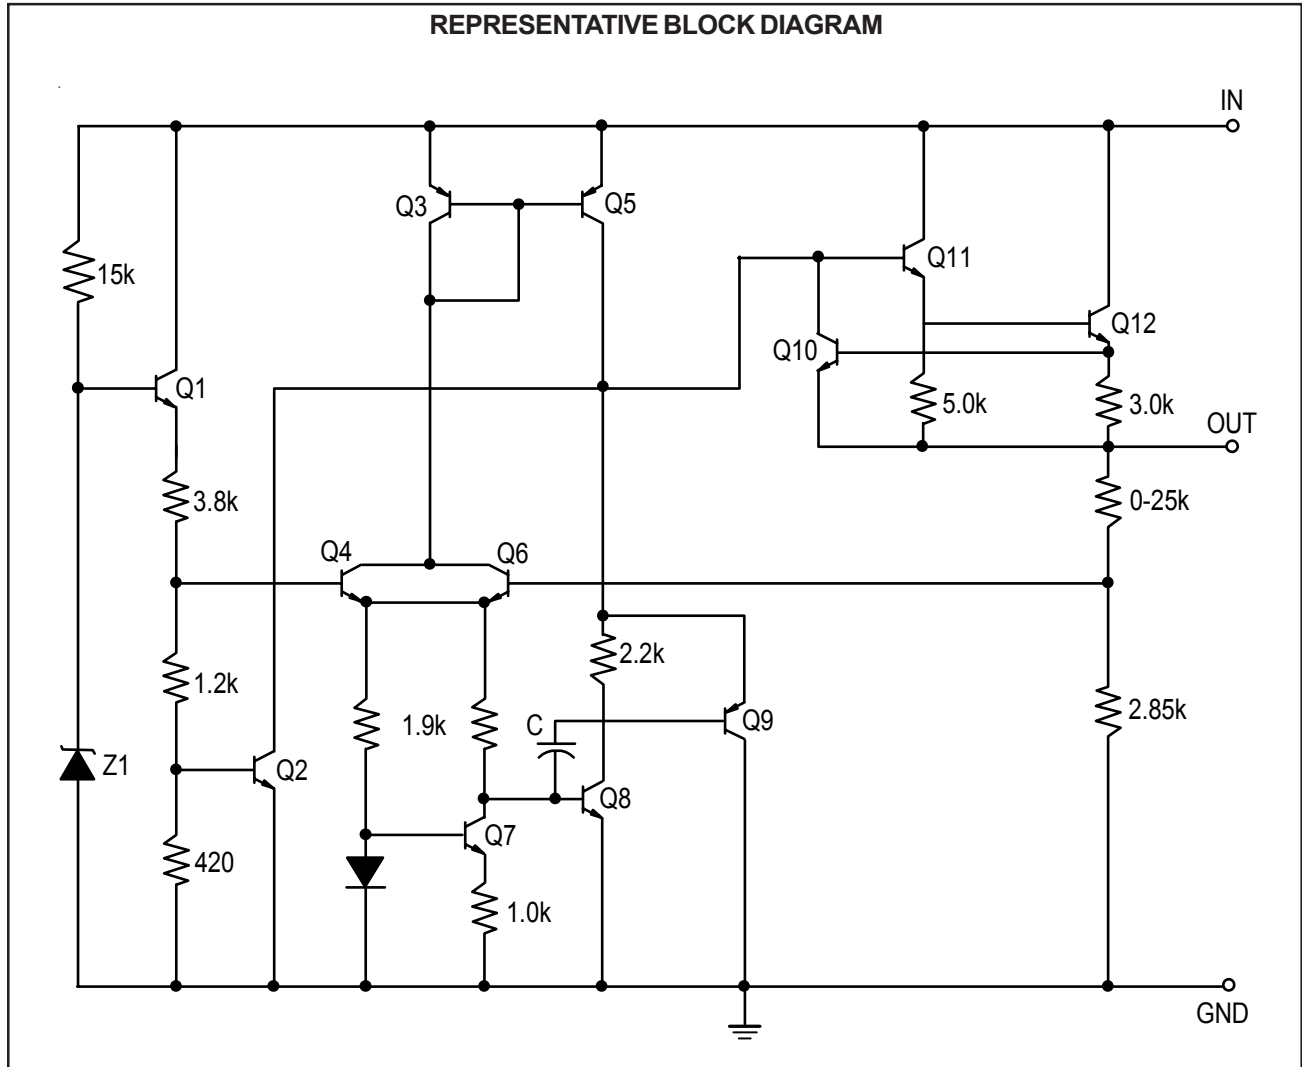 REPRESENTATIVE BLOCK DIAGRAM
IN
Q3
Q5
Q11
15k
Q12
Q10
Q1
5.0k
3.0k
OUT
3.8k
0-25k
Q4
Q6
2.2k
1.2k
1.9k
C
Q9
2.85k
Z1
Q2
Q8
Q7
420
1.0k
GND